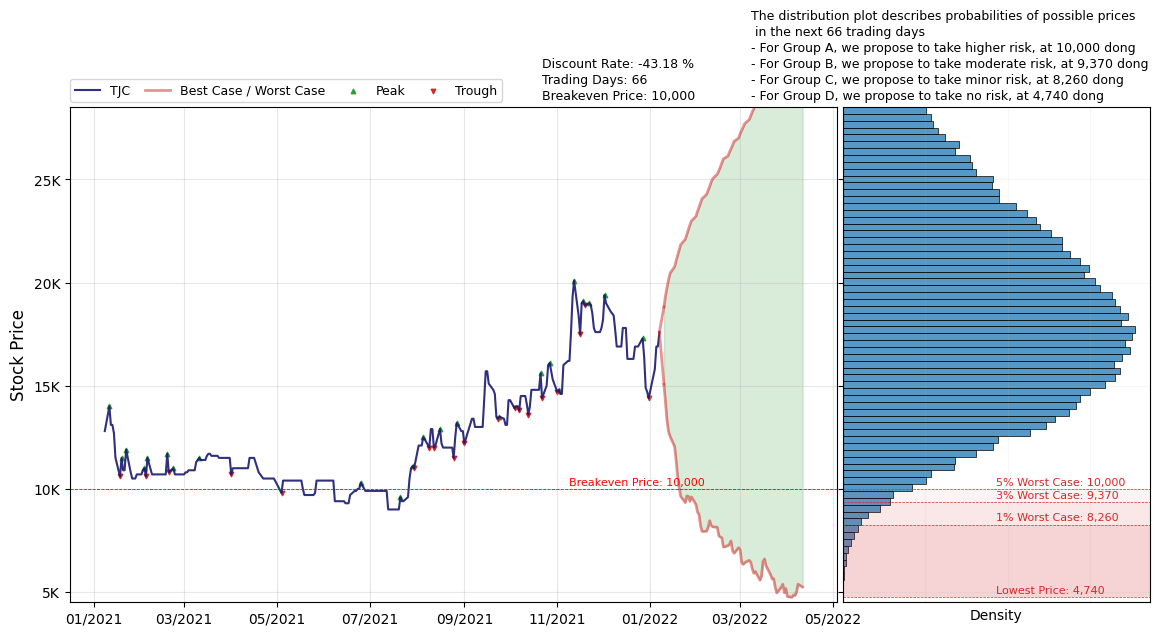 The distribution plot describes probabilities of possible prices
in the next 66 trading days
- For Group A, we propose to take higher risk, at 10,000 dong
- For Group B, we propose to take moderate risk, at 9,370 dong
- For Group C, we propose to take minor risk, at 8,260 dong
- For Group D, we propose to take no risk, at 4,740 dong
Discount Rate: -43.18 %
Trading Days: 66
Breakeven Price: 10,000
TJC
Best Case / Worst Case
Peak
Trough
Stock Price
25K
20K
15K
10K
5K
Breakeven Price: 10,000
5% Worst Case: 10,000
3% Worst Case: 9,370
1% Worst Case: 8,260
Lowest Price: 4,740
01/2021
03/2021
05/2021
07/2021
09/2021
11/2021
01/2022
03/2022
05/2022
Density